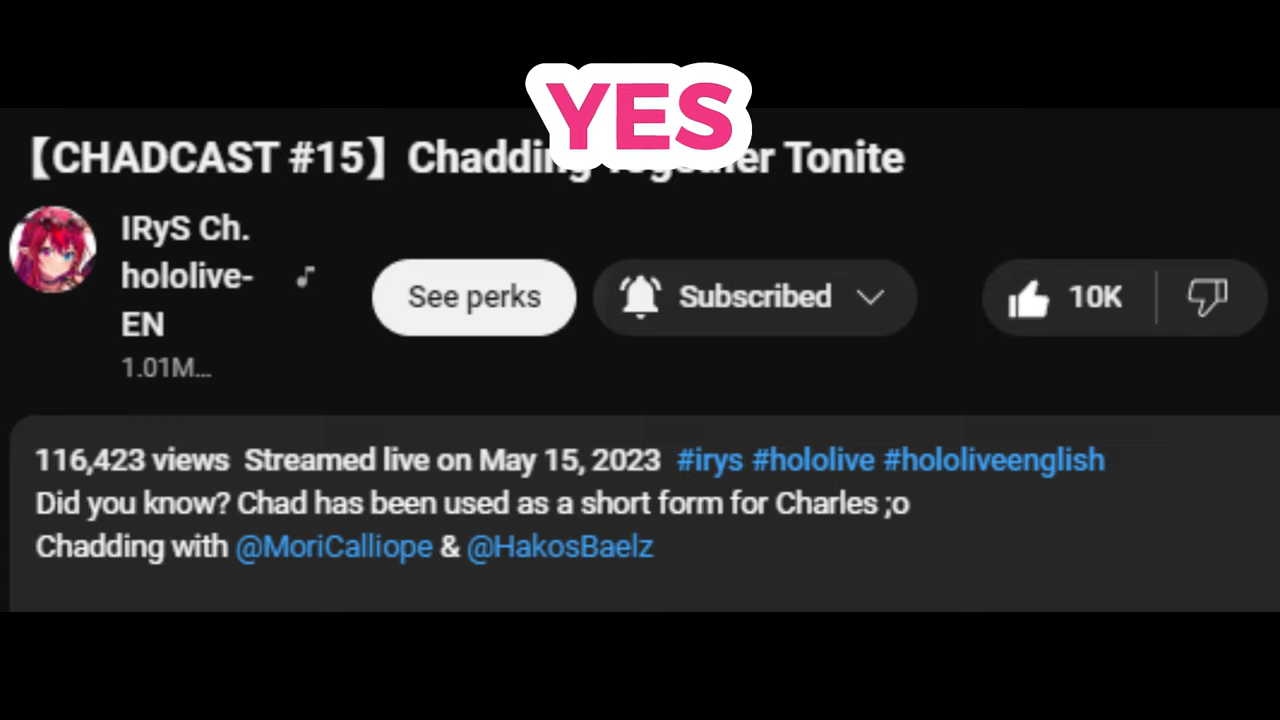 YES
【CHADCAST #15】 Chadding Together Tonite
IRyS Ch.
hololive-
EN
1.01M...
See perks
Subscribed
10K
116,423 views Streamed live on May 15, 2023 #irys #hololive #hololiveenglish
Did you know? Chad has been used as a short form for Charles ;o
Chadding with @MoriCalliope & @HakosBaelz